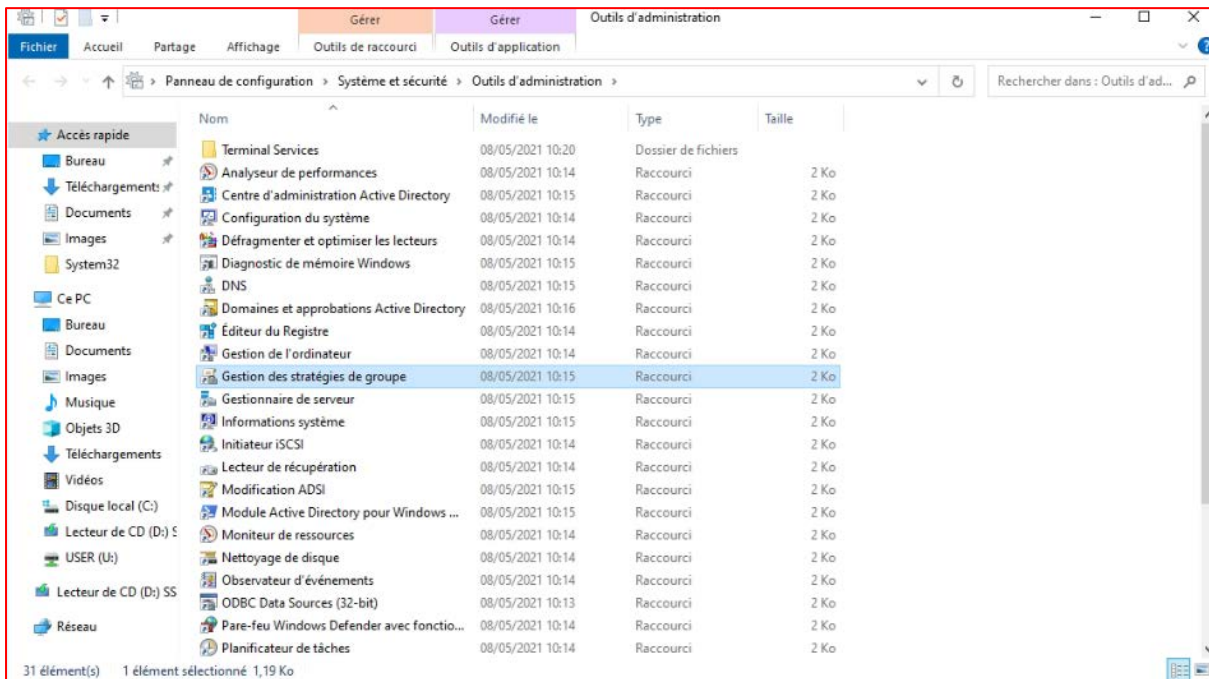 Gérer Gérer Outils d'administration
Fichier Accueil Partage Affichage Outils de raccourci Outils d'application
Panneau de configuration > Système et sécurité > Outils d'administration >
Rechercher dans : Outils d'ad...
Accès rapide
Bureau
Téléchargements
Documents
Images
System32
Ce PC
Bureau
Documents
Images
Musique
Objets 3D
Téléchargements
Vidéos
Disque local (C:)
Lecteur de CD (D:) S
USER (U:)
Lecteur de CD (D:) SS
Réseau
Nom Modifié le Type Taille
Terminal Services 08/05/2021 10:20 Dossier de fichiers
Analyseur de performances 08/05/2021 10:14 Raccourci 2 Ko
Centre d'administration Active Directory 08/05/2021 10:15 Raccourci 2 Ko
Configuration du système 08/05/2021 10:14 Raccourci 2 Ko
Défragmenter et optimiser les lecteurs 08/05/2021 10:14 Raccourci 2 Ko
Diagnostic de mémoire Windows 08/05/2021 10:15 Raccourci 2 Ko
DNS 08/05/2021 10:15 Raccourci 2 Ko
Domaines et approbations Active Directory 08/05/2021 10:16 Raccourci 2 Ko
Éditeur du Registre 08/05/2021 10:14 Raccourci 2 Ko
Gestion de l'ordinateur 08/05/2021 10:14 Raccourci 2 Ko
Gestion des stratégies de groupe 08/05/2021 10:15 Raccourci 2 Ko
Gestionnaire de serveur 08/05/2021 10:15 Raccourci 2 Ko
Informations système 08/05/2021 10:15 Raccourci 2 Ko
Initiateur iSCSI 08/05/2021 10:14 Raccourci 2 Ko
Lecteur de récupération 08/05/2021 10:14 Raccourci 2 Ko
Modification ADSI 08/05/2021 10:15 Raccourci 2 Ko
Module Active Directory pour Windows ... 08/05/2021 10:15 Raccourci 2 Ko
Moniteur de ressources 08/05/2021 10:14 Raccourci 2 Ko
Nettoyage de disque 08/05/2021 10:14 Raccourci 2 Ko
Observateur d'événements 08/05/2021 10:14 Raccourci 2 Ko
ODBC Data Sources (32-bit) 08/05/2021 10:13 Raccourci 2 Ko
Pare-feu Windows Defender avec fonctio... 08/05/2021 10:14 Raccourci 2 Ko
Planificateur de tâches 08/05/2021 10:14 Raccourci 2 Ko
31 élément(s) 1 élément sélectionné 1,19 Ko